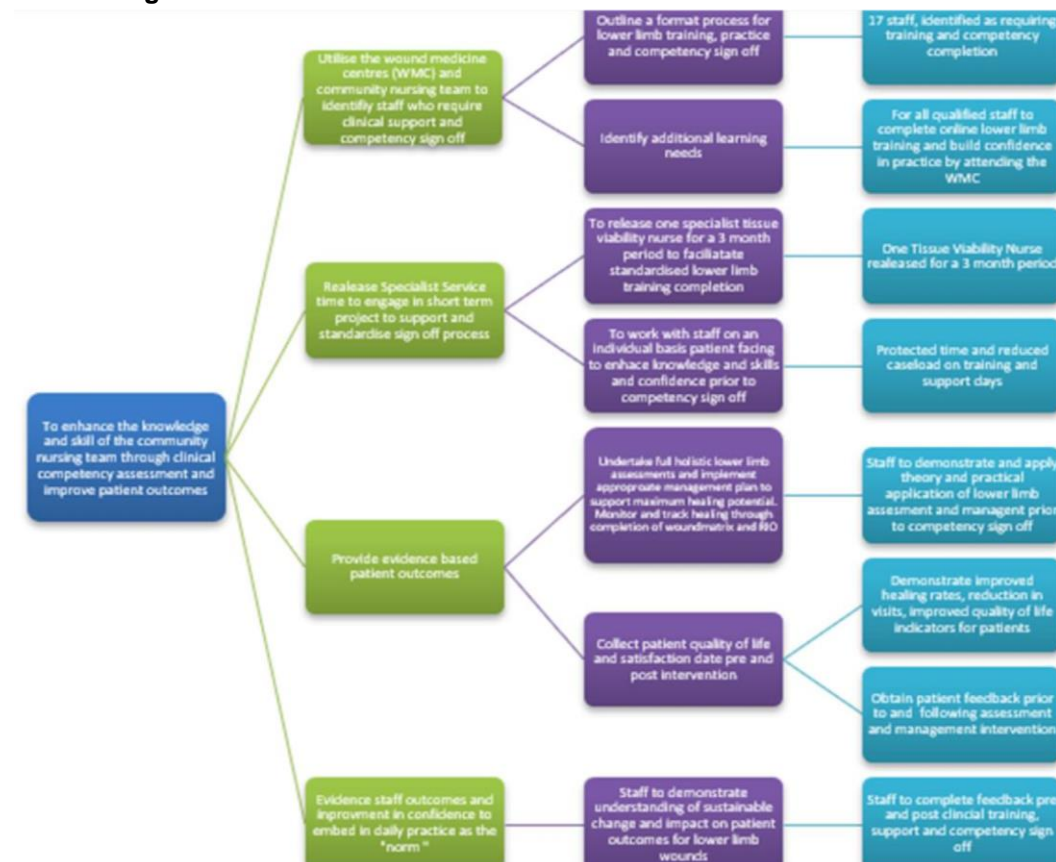 To enhance the knowledge
and skill of the community
nursing team through clinical
competency assessment and
improve patient outcomes
Utilise the wound medicine
centres (WMC) and
community nursing team to
identifiy staff who require
clinical support and
competency sign off
Outline a format process for
lower limb training, practice
and competency sign off
17 staff, identified as requiring
training and competency
completion
Identify additional learning
needs
For all qualified staff to
complete online lower limb
training and build confidence
in practice by attending the
WMC
Realease Specialist Service
time to engage in short term
project to support and
standardise sign off process
To release one specialist tissue
viability nurse for a 3 month
period to faciliatate
standardised lower limb
training completion
One Tissue Viability Nurse
realeased for a 3 month period
To work with staff on an
individual basis patient facing
to enhace knowledge and skills
and confidence prior to
competency sign off
Protected time and reduced
caseload on training and
support days
Provide evidence based
patient outcomes
Undertake full holistic lower limb
assessments and implement
approproate management plan to
support maximum healing potential.
Monitor and track healing through
completion of woundmatrix and RIO
Staff to demonstrate and apply
theory and practical
application of lower limb
assesment and managent prior
to competency sign off
Collect patient quality of life
and satisfaction date pre and
post intervention
Demonstrate improved
healing rates, reduction in
visits, improved quality of life
indicators for patients
Obtain patient feedback prior
to and following assessment
and management intervention
Evidence staff outcomes and
inprovment in confidence to
embed in daily practice as the
"norm"
Staff to demonstrate
understanding of sustainable
change and impact on patient
outcomes for lower limb
wounds
Staff to complete feedback pre
and post clincial training,
support and competency sign
off